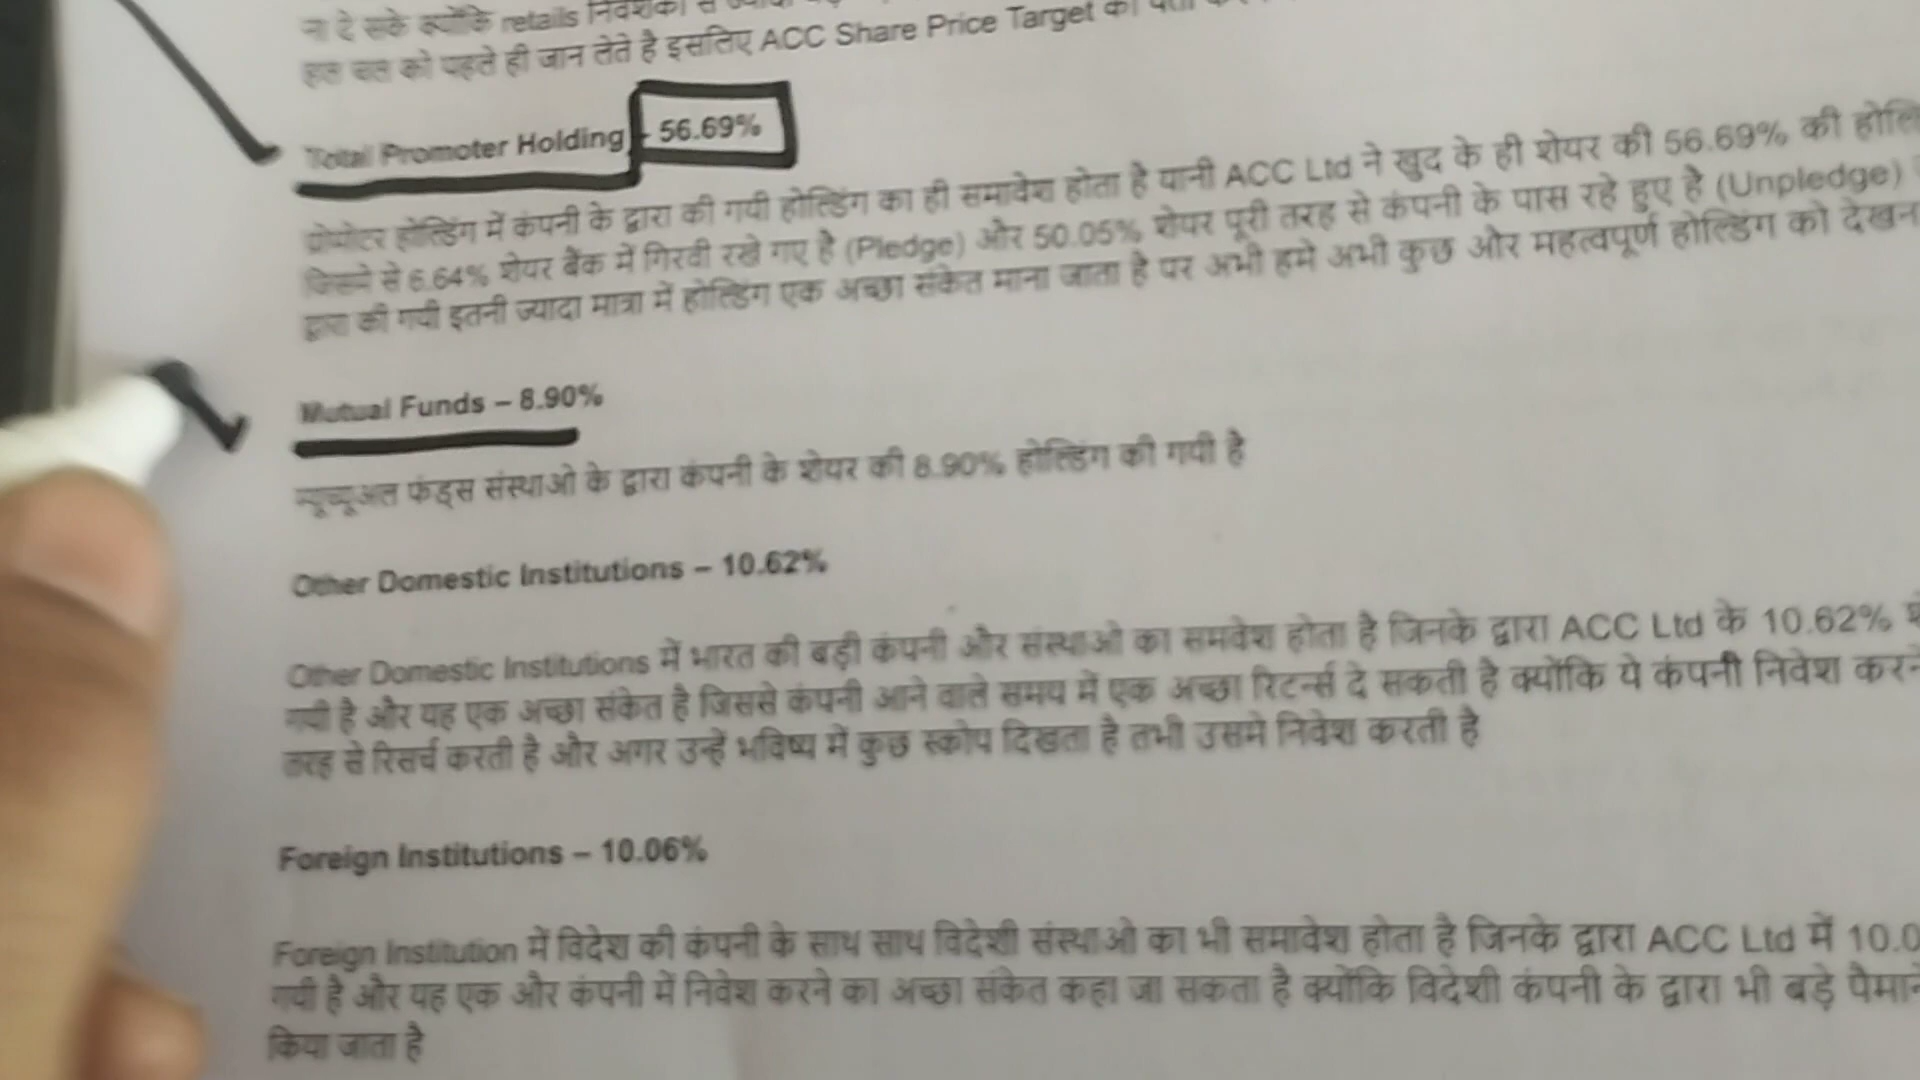 ना दे सके क्योंकि retails निवेशको से
हल चल को पहले ही जान लेते है इसलिए ACC Share Price Target का पता
Total Promoter Holding - 56.69%
प्रोमोटर होल्डिंग में कंपनी के द्वारा की गयी होल्डिंग का ही समावेश होता है यानी ACC Ltd ने खुद के ही शेयर की 56.69% की
जिसमे से 6.64% शेयर बैंक में गिरवी रखे गए है (Pledge) और 50.05% शेयर पूरी तरह से कंपनी के पास रहे हुए है (Unpledge)
द्वारा की गयी इतनी ज्यादा मात्रा में होल्डिंग एक अच्छा संकेत माना जाता है पर अभी हमे अभी कुछ और महत्वपूर्ण होल्डिंग को
Mutual Funds – 8.90%
म्यूच्यूअल फंड्स संस्थाओ के द्वारा कंपनी के शेयर की 8.90% होल्डिंग की गयी है
Other Domestic Institutions – 10.62%
Other Domestic Institutions में भारत की बड़ी कंपनी और संस्थाओ का समवेश होता है जिनके द्वारा ACC Ltd के 10.62%
गयी है और यह एक अच्छा संकेत है जिससे कंपनी आने वाले समय में एक अच्छा रिटर्न्स दे सकती है क्योंकि ये कंपनी निवेश
तरह से रिसर्च करती है और अगर उन्हें भविष्य में कुछ स्कोप दिखता है तभी उसमे निवेश करती है
Foreign Institutions – 10.06%
Foreign Institution में विदेश की कंपनी के साथ साथ विदेशी संस्थाओ का भी समावेश होता है जिनके द्वारा ACC Ltd में 10.0
गयी है और यह एक और कंपनी में निवेश करने का अच्छा संकेत कहा जा सकता है क्योंकि विदेशी कंपनी के द्वारा भी बड़े
किया जाता है